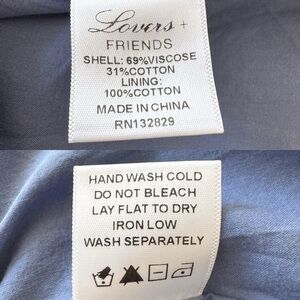 Lovers +
FRIENDS
SHELL: 69%VISCOSE
31%COTTON
LINING:
100%COTTON
MADE IN CHINA
RN132829
HAND WASH COLD
DO NOT BLEACH
LAY FLAT TO DRY
IRON LOW
WASH SEPARATELY